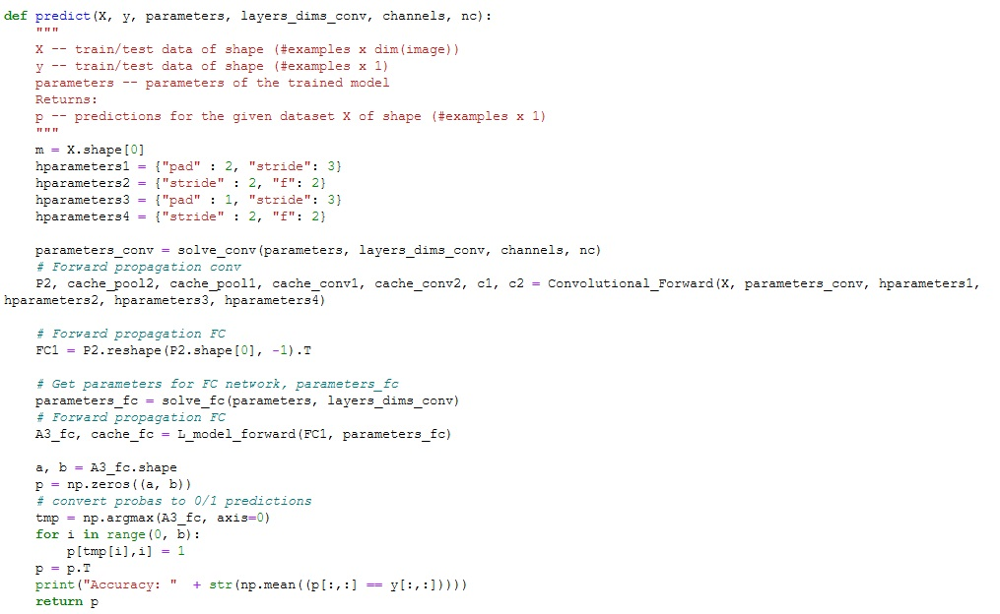 def predict(X, y, parameters, layers_dims_conv, channels, nc):
    """
    X -- train/test data of shape (#examples x dim(image))
    y -- train/test data of shape (#examples x 1)
    parameters -- parameters of the trained model
    Returns:
    p -- predictions for the given dataset X of shape (#examples x 1)
    """
    m = X.shape[0]
    hparameters1 = {"pad" : 2, "stride": 3}
    hparameters2 = {"stride" : 2, "f": 2}
    hparameters3 = {"pad" : 1, "stride": 3}
    hparameters4 = {"stride" : 2, "f": 2}

    parameters_conv = solve_conv(parameters, layers_dims_conv, channels, nc)
    # Forward propagation conv
    P2, cache_pool2, cache_pool1, cache_conv1, cache_conv2, c1, c2 = Convolutional_Forward(X, parameters_conv, hparameters1,
hparameters2, hparameters3, hparameters4)

    # Forward propagation FC
    FC1 = P2.reshape(P2.shape[0], -1).T

    # Get parameters for FC network, parameters_fc
    parameters_fc = solve_fc(parameters, layers_dims_conv)
    # Forward propagation FC
    A3_fc, cache_fc = L_model_forward(FC1, parameters_fc)

    a, b = A3_fc.shape
    p = np.zeros((a, b))
    # convert probas to 0/1 predictions
    tmp = np.argmax(A3_fc, axis=0)
    for i in range(0, b):
        p[tmp[i],i] = 1
    p = p.T
    print("Accuracy: "  + str(np.mean((p[:,:] == y[:,:]))))
    return p